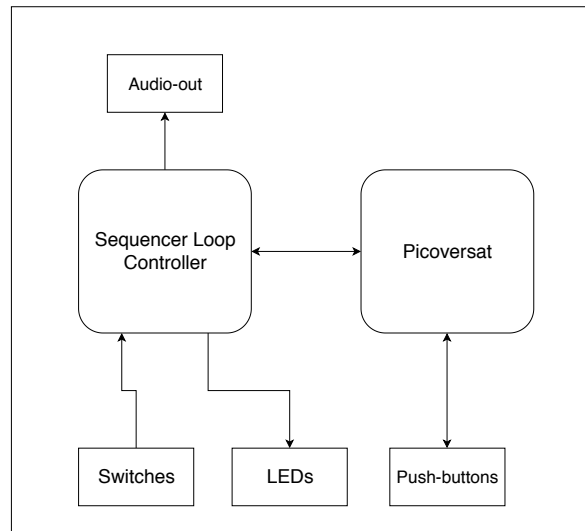 Audio-out
Sequencer Loop
Controller
Picoversat
Switches
LEDs
Push-buttons